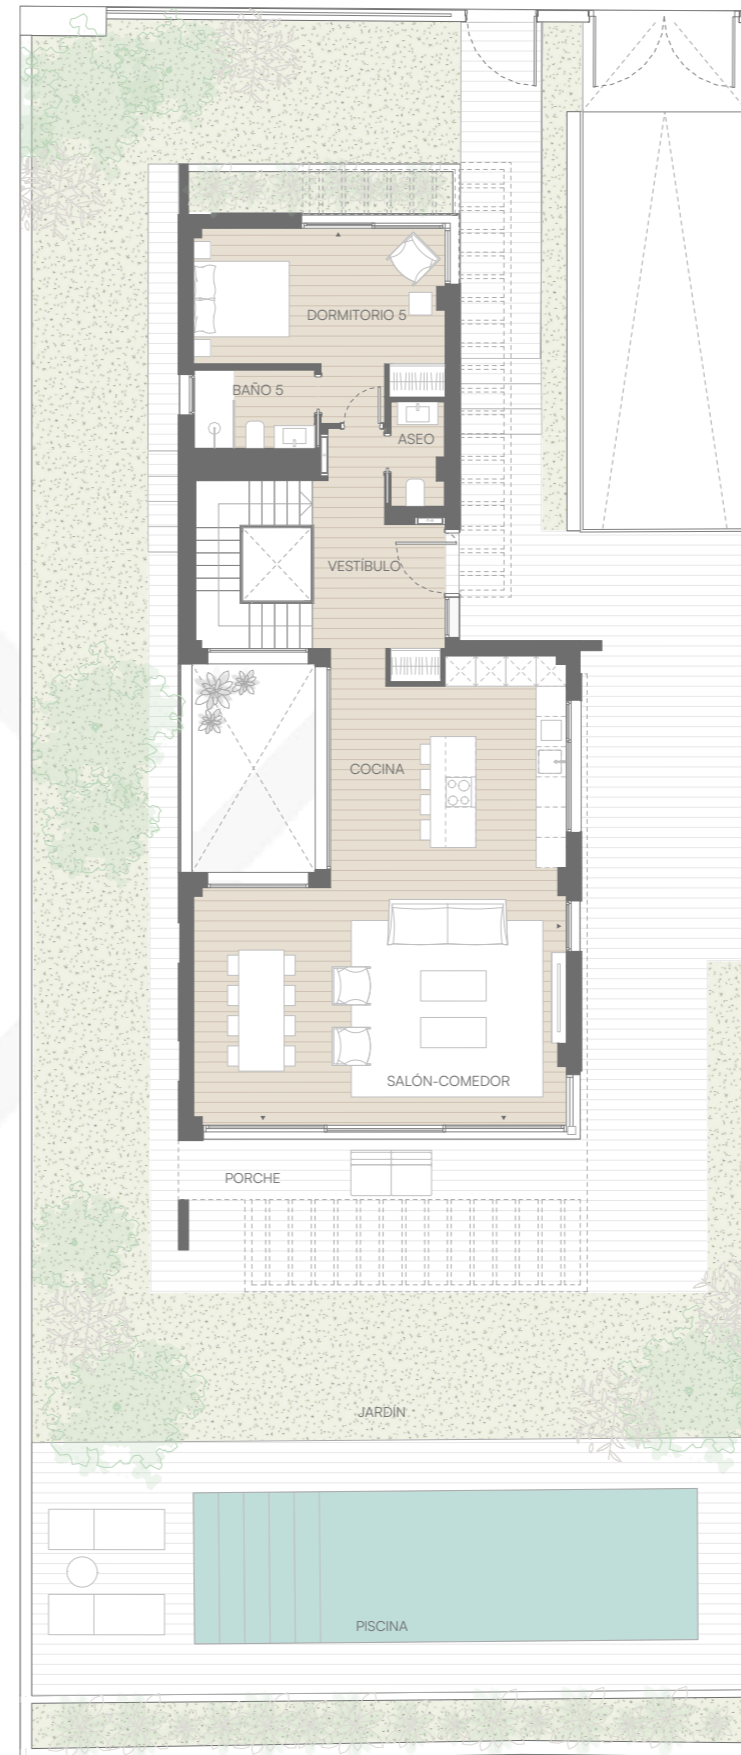 DORMITORIO 5
BAÑO 5
ASEO
VESTÍBULO
COCINA
SALÓN-COMEDOR
PORCHE
JARDÍN
PISCINA